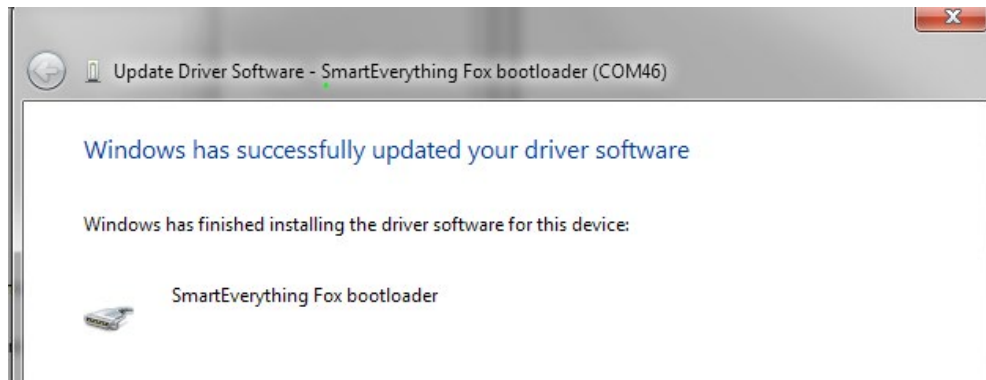 Update Driver Software - SmartEverything Fox bootloader (COM46)
Windows has successfully updated your driver software
Windows has finished installing the driver software for this device:
SmartEverything Fox bootloader